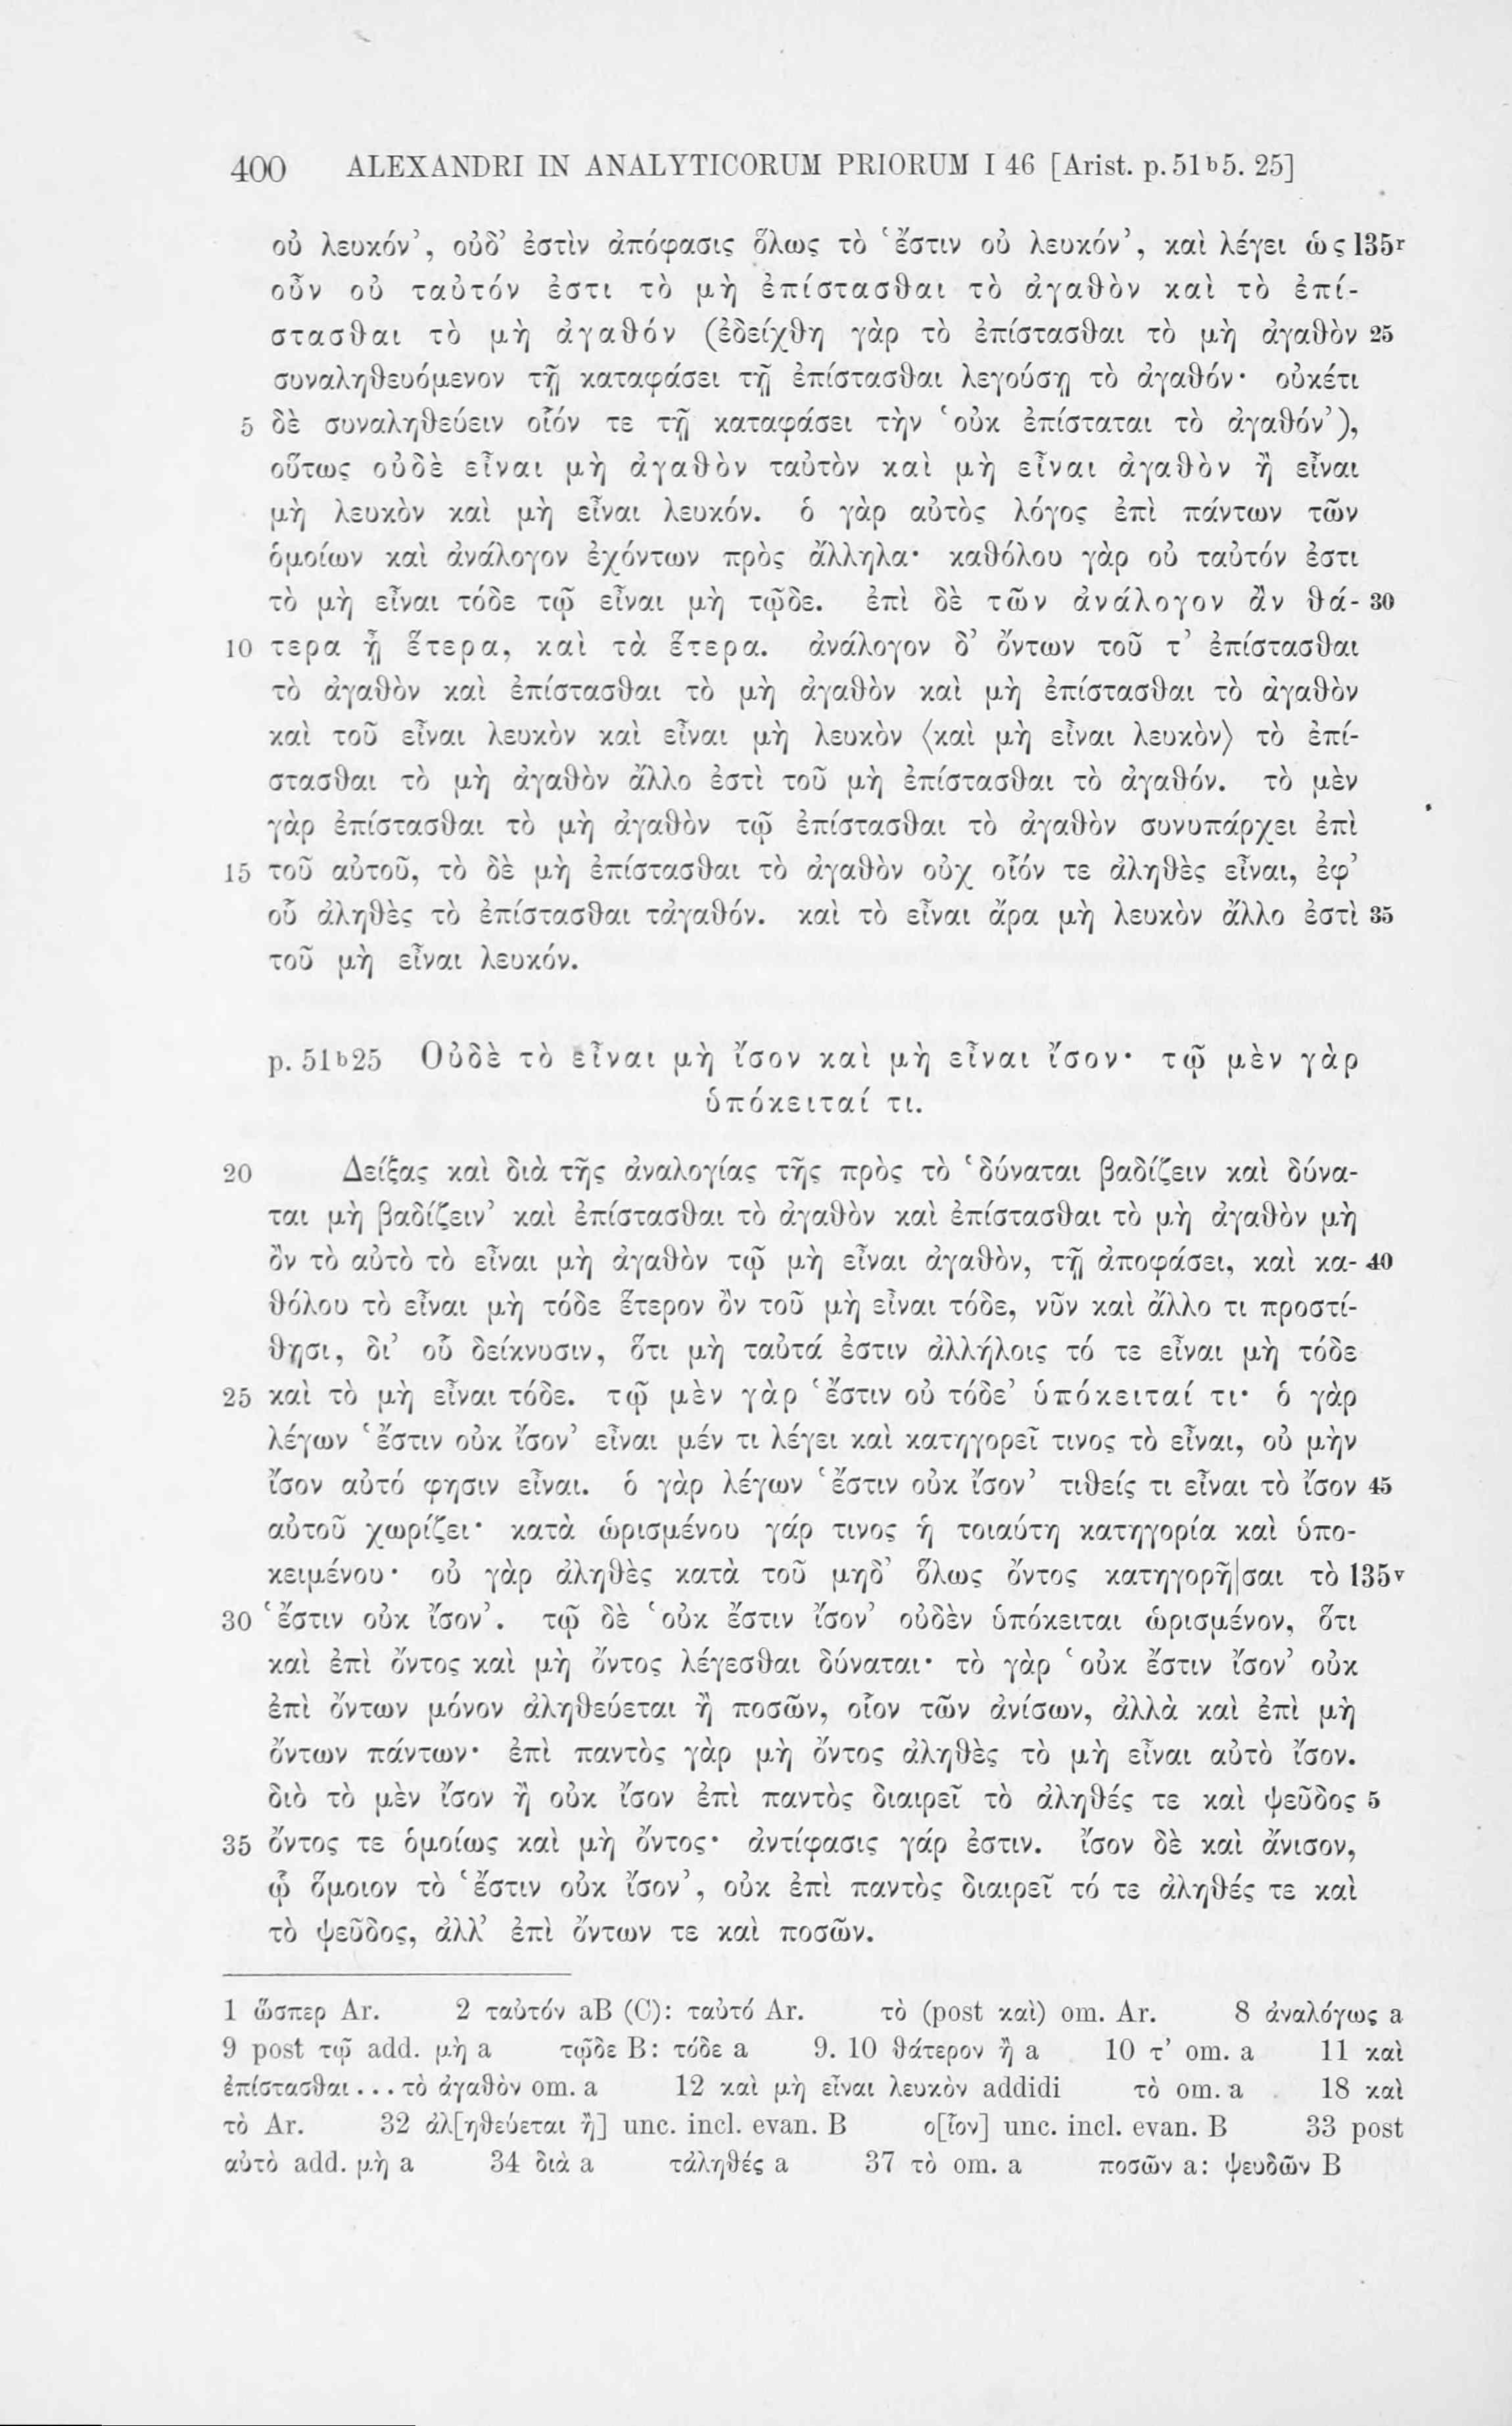 400 ALEXANDRI IN ANALYTICORUM PRIORUM I 46 [Arist. p. 51ᵇ5. 25]
οὐ λευκόν’, οὐδ’ ἐστὶν ἀπόφασις ὅλως τὸ ‘ἔστιν οὐ λευκόν’, καὶ λέγει ὡς 135ʳ
οὖν οὐ ταὐτόν ἐστι τὸ μὴ ἐπίστασθαι τὸ ἀγαθὸν καὶ τὸ ἐπί-
στασθαι τὸ μὴ ἀγαθόν (ἐδείχθη γὰρ τὸ ἐπίστασθαι τὸ μὴ ἀγαθὸν 25
συναληθευόμενον τῇ καταφάσει τῇ ἐπίστασθαι λεγούσῃ τὸ ἀγαθόν· οὐκέτι
5 δὲ συναληθεύειν οἷόν τε τῇ καταφάσει τὴν ‘οὐκ ἐπίσταται τὸ ἀγαθόν’),
οὕτως οὐδὲ εἶναι μὴ ἀγαθὸν ταὐτὸν καὶ μὴ εἶναι ἀγαθὸν ἢ εἶναι
μὴ λευκὸν καὶ μὴ εἶναι λευκόν. ὁ γὰρ αὐτὸς λόγος ἐπὶ πάντων τῶν
ὁμοίων καὶ ἀνάλογον ἐχόντων πρὸς ἄλληλα· καθόλου γὰρ οὐ ταὐτόν ἐστι
τὸ μὴ εἶναι τόδε τῷ εἶναι μὴ τῷδε. ἐπὶ δὲ τῶν ἀνάλογον ἂν θά- 30
10 τερα ᾖ ἕτερα, καὶ τὰ ἕτερα. ἀνάλογον δ’ ὄντων τοῦ τ’ ἐπίστασθαι
τὸ ἀγαθὸν καὶ ἐπίστασθαι τὸ μὴ ἀγαθὸν καὶ μὴ ἐπίστασθαι τὸ ἀγαθὸν
καὶ τοῦ εἶναι λευκὸν καὶ εἶναι μὴ λευκὸν ⟨καὶ μὴ εἶναι λευκὸν⟩ τὸ ἐπί-
στασθαι τὸ μὴ ἀγαθὸν ἄλλο ἐστὶ τοῦ μὴ ἐπίστασθαι τὸ ἀγαθόν. τὸ μὲν
γὰρ ἐπίστασθαι τὸ μὴ ἀγαθὸν τῷ ἐπίστασθαι τὸ ἀγαθὸν συνυπάρχει ἐπὶ
15 τοῦ αὐτοῦ, τὸ δὲ μὴ ἐπίστασθαι τὸ ἀγαθὸν οὐχ οἷόν τε ἀληθὲς εἶναι, ἐφ’
οὗ ἀληθὲς τὸ ἐπίστασθαι τἀγαθόν. καὶ τὸ εἶναι ἄρα μὴ λευκὸν ἄλλο ἐστὶ 35
τοῦ μὴ εἶναι λευκόν.
p. 51ᵇ25 Οὐδὲ τὸ εἶναι μὴ ἴσον καὶ μὴ εἶναι ἴσον· τῷ μὲν γὰρ
ὑπόκειταί τι.
20 Δείξας καὶ διὰ τῆς ἀναλογίας τῆς πρὸς τὸ ‘δύναται βαδίζειν καὶ δύνα-
ται μὴ βαδίζειν’ καὶ ἐπίστασθαι τὸ ἀγαθὸν καὶ ἐπίστασθαι τὸ μὴ ἀγαθὸν μὴ
ὂν τὸ αὐτὸ τὸ εἶναι μὴ ἀγαθὸν τῷ μὴ εἶναι ἀγαθὸν, τῇ ἀποφάσει, καὶ κα- 40
θόλου τὸ εἶναι μὴ τόδε ἕτερον ὂν τοῦ μὴ εἶναι τόδε, νῦν καὶ ἄλλο τι προστί-
θησι, δι’ οὗ δείκνυσιν, ὅτι μὴ ταὐτά ἐστιν ἀλλήλοις τό τε εἶναι μὴ τόδε
25 καὶ τὸ μὴ εἶναι τόδε. τῷ μὲν γὰρ ‘ἔστιν οὐ τόδε’ ὑπόκειταί τι· ὁ γὰρ
λέγων ‘ἔστιν οὐκ ἴσον’ εἶναι μέν τι λέγει καὶ κατηγορεῖ τινος τὸ εἶναι, οὐ μὴν
ἴσον αὐτό φησιν εἶναι. ὁ γὰρ λέγων ‘ἔστιν οὐκ ἴσον’ τιθείς τι εἶναι τὸ ἴσον 45
αὐτοῦ χωρίζει· κατὰ ὡρισμένου γάρ τινος ἡ τοιαύτη κατηγορία καὶ ὑπο-
κειμένου· οὐ γὰρ ἀληθὲς κατὰ τοῦ μηδ’ ὅλως ὄντος κατηγορῆ|σαι τὸ 135ᵛ
30 ‘ἔστιν οὐκ ἴσον’. τῷ δὲ ‘οὐκ ἔστιν ἴσον’ οὐδὲν ὑπόκειται ὡρισμένον, ὅτι
καὶ ἐπὶ ὄντος καὶ μὴ ὄντος λέγεσθαι δύναται· τὸ γὰρ ‘οὐκ ἔστιν ἴσον’ οὐκ
ἐπὶ ὄντων μόνον ἀληθεύεται ἢ ποσῶν, οἷον τῶν ἀνίσων, ἀλλὰ καὶ ἐπὶ μὴ
ὄντων πάντων· ἐπὶ παντὸς γὰρ μὴ ὄντος ἀληθὲς τὸ μὴ εἶναι αὐτὸ ἴσον.
διὸ τὸ μὲν ἴσον ἢ οὐκ ἴσον ἐπὶ παντὸς διαιρεῖ τὸ ἀληθές τε καὶ ψεῦδος 5
35 ὄντος τε ὁμοίως καὶ μὴ ὄντος· ἀντίφασις γάρ ἐστιν. ἴσον δὲ καὶ ἄνισον,
ᾧ ὅμοιον τὸ ‘ἔστιν οὐκ ἴσον’, οὐκ ἐπὶ παντὸς διαιρεῖ τό τε ἀληθές τε καὶ
τὸ ψεῦδος, ἀλλ’ ἐπὶ ὄντων τε καὶ ποσῶν.
1 ὥσπερ Ar. 2 ταὐτόν aB (C): ταὐτό Ar. τὸ (post καὶ) om. Ar. 8 ἀναλόγως a
9 post τῷ add. μὴ a τῷδε B: τόδε a 9. 10 θάτερον ἢ a 10 τ’ om. a 11 καὶ
ἐπίστασθαι . . . τὸ ἀγαθὸν om. a 12 καὶ μὴ εἶναι λευκὸν addidi τὸ om. a 18 καὶ
τὸ Ar. 32 ἀλ[ηθεύεται ἢ] unc. incl. evan. B ο[ἷον] unc. incl. evan. B 33 post
αὐτὸ add. μὴ a 34 διὰ a τἀληθές a 37 τὸ om. a ποσῶν a: ψευδῶν B